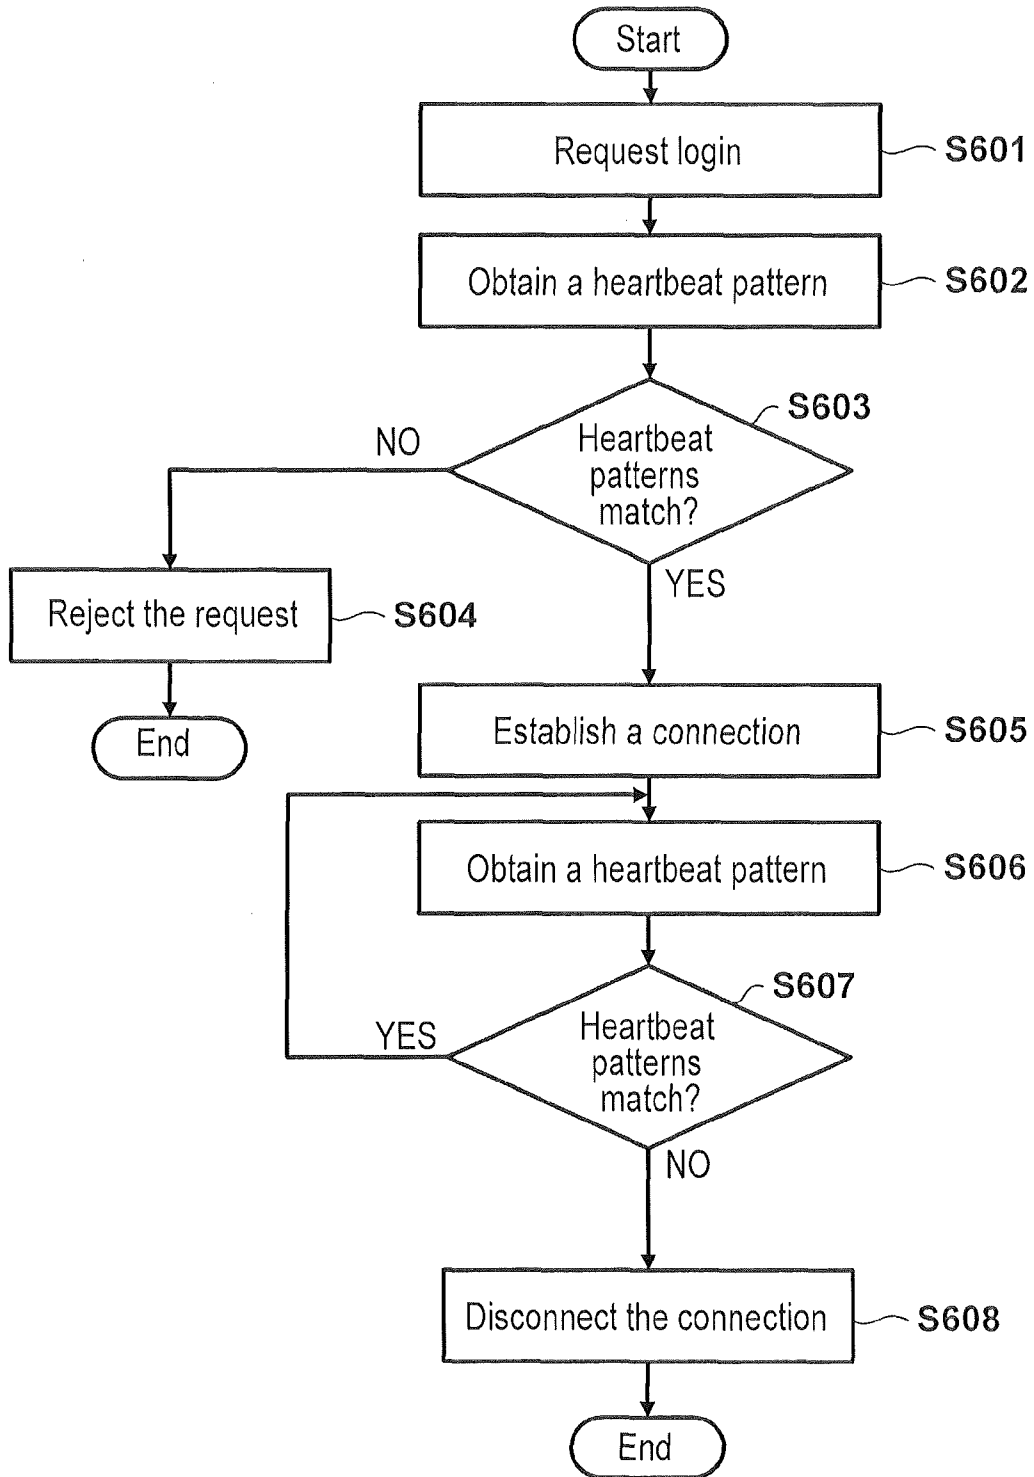 Start
Request login
S601
Obtain a heartbeat pattern
S602
S603
Heartbeat
patterns
match?
NO
YES
Reject the request
S604
End
Establish a connection
S605
Obtain a heartbeat pattern
S606
S607
Heartbeat
patterns
match?
YES
NO
Disconnect the connection
S608
End